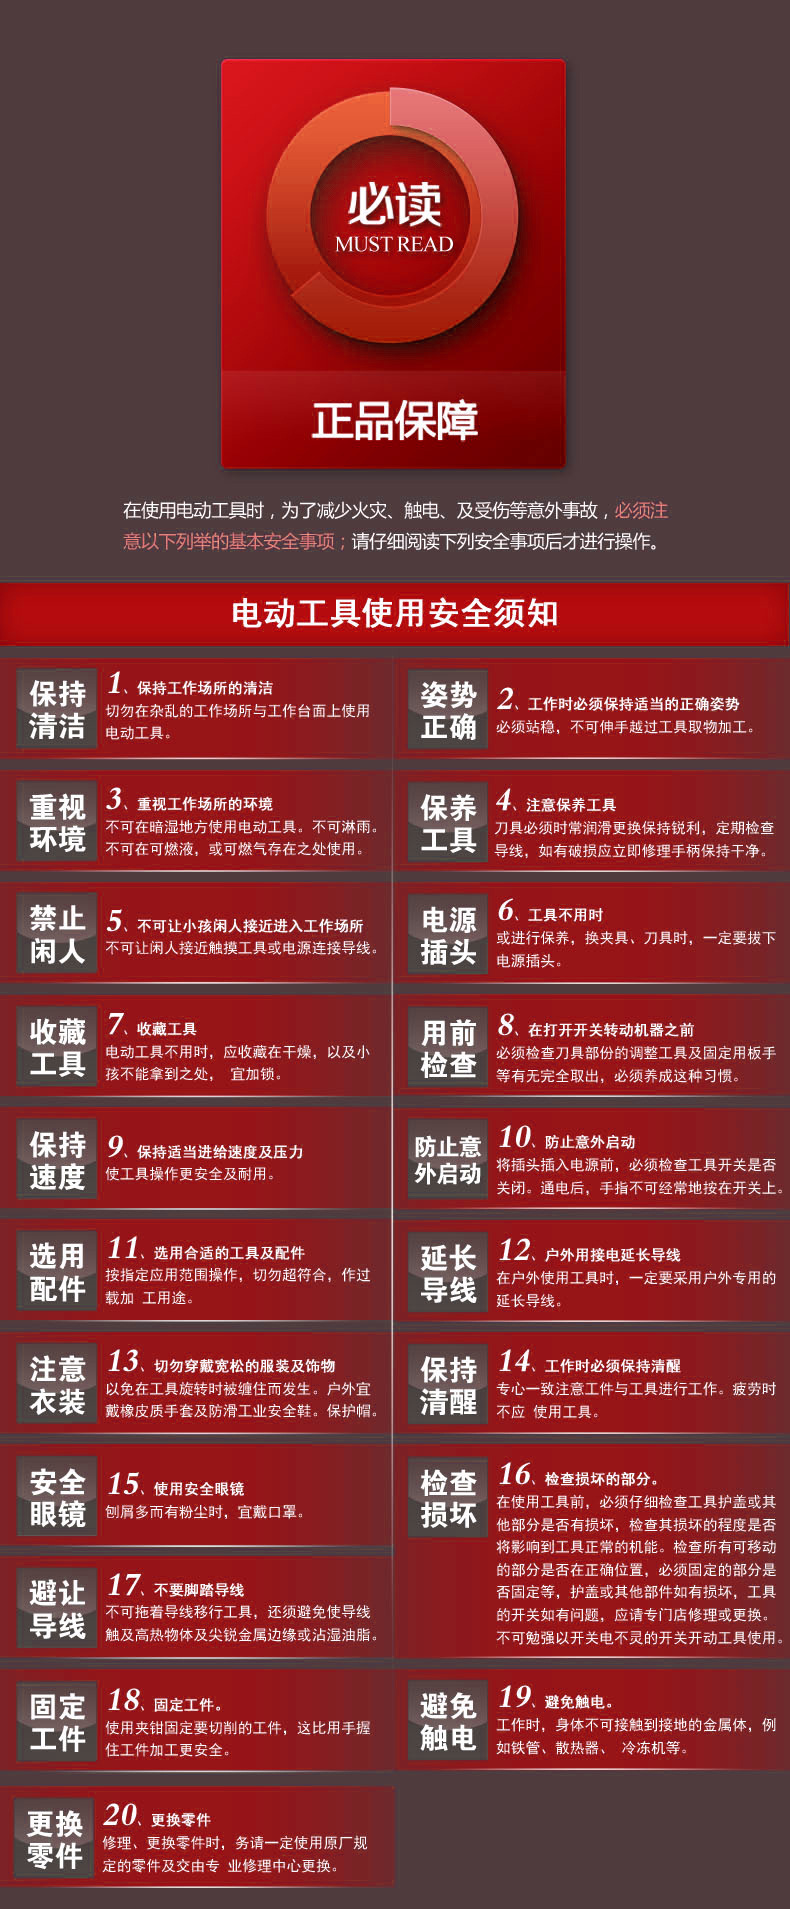 必读
MUST READ
正品保障
在使用电动工具时，为了减少火灾、触电、及受伤等意外事故，必须注
意以下列举的基本安全事项；请仔细阅读下列安全事项后才进行操作。
电动工具使用安全须知
保持
清洁
1、保持工作场所的清洁
切勿在杂乱的工作场所与工作台面上使用
电动工具。
姿势
正确
2、工作时必须保持适当的正确姿势
必须站稳，不可伸手越过工具取物加工。
重视
环境
3、重视工作场所的环境
不可在暗湿地方使用电动工具。不可淋雨。
不可在可燃液，或可燃气存在之处使用。
保养
工具
4、注意保养工具
刀具必须时常润滑更换保持锐利，定期检查
导线，如有破损应立即修理手柄保持干净。
禁止
闲人
5、不可让小孩闲人接近进入工作场所
不可让闲人接近触摸工具或电源连接导线。
电源
插头
6、工具不用时
或进行保养，换夹具、刀具时，一定要拔下
电源插头。
收藏
工具
7、收藏工具
电动工具不用时，应收藏在干燥，以及小
孩不能拿到之处， 宜加锁。
用前
检查
8、在打开开关转动机器之前
必须检查刀具部份的调整工具及固定用板手
等有无完全取出，必须养成这种习惯。
保持
速度
9、保持适当进给速度及压力
使工具操作更安全及耐用。
防止意
外启动
10、防止意外启动
将插头插入电源前，必须检查工具开关是否
关闭。通电后，手指不可经常地按在开关上。
选用
配件
11、选用合适的工具及配件
按指定应用范围操作，切勿超符合，作过
载加 工用途。
延长
导线
12、户外用接电延长导线
在户外使用工具时，一定要采用户外专用的
延长导线。
注意
衣装
13、切勿穿戴宽松的服装及饰物
以免在工具旋转时被缠住而发生。户外宜
戴橡皮质手套及防滑工业安全鞋。保护帽。
保持
清醒
14、工作时必须保持清醒
专心一致注意工件与工具进行工作。疲劳时
不应 使用工具。
安全
眼镜
15、使用安全眼镜
刨屑多而有粉尘时，宜戴口罩。
检查
损坏
16、检查损坏的部分。
在使用工具前，必须仔细检查工具护盖或其
他部分是否有损坏，检查其损坏的程度是否
将影响到工具正常的机能。检查所有可移动
的部分是否在正确位置，必须固定的部分是
否固定等，护盖或其他部件如有损坏，工具
的开关如有问题，应请专门店修理或更换。
不可勉强以开关电不灵的开关开动工具使用。
避让
导线
17、不要脚踏导线
不可拖着导线移行工具，还须避免使导线
触及高热物体及尖锐金属边缘或沾湿油脂。
固定
工件
18、固定工件。
使用夹钳固定要切削的工件，这比用手握
住工件加工更安全。
避免
触电
19、避免触电。
工作时，身体不可接触到接地的金属体，例
如铁管、散热器、 冷冻机等。
更换
零件
20、更换零件
修理、更换零件时，务请一定使用原厂规
定的零件及交由专 业修理中心更换。